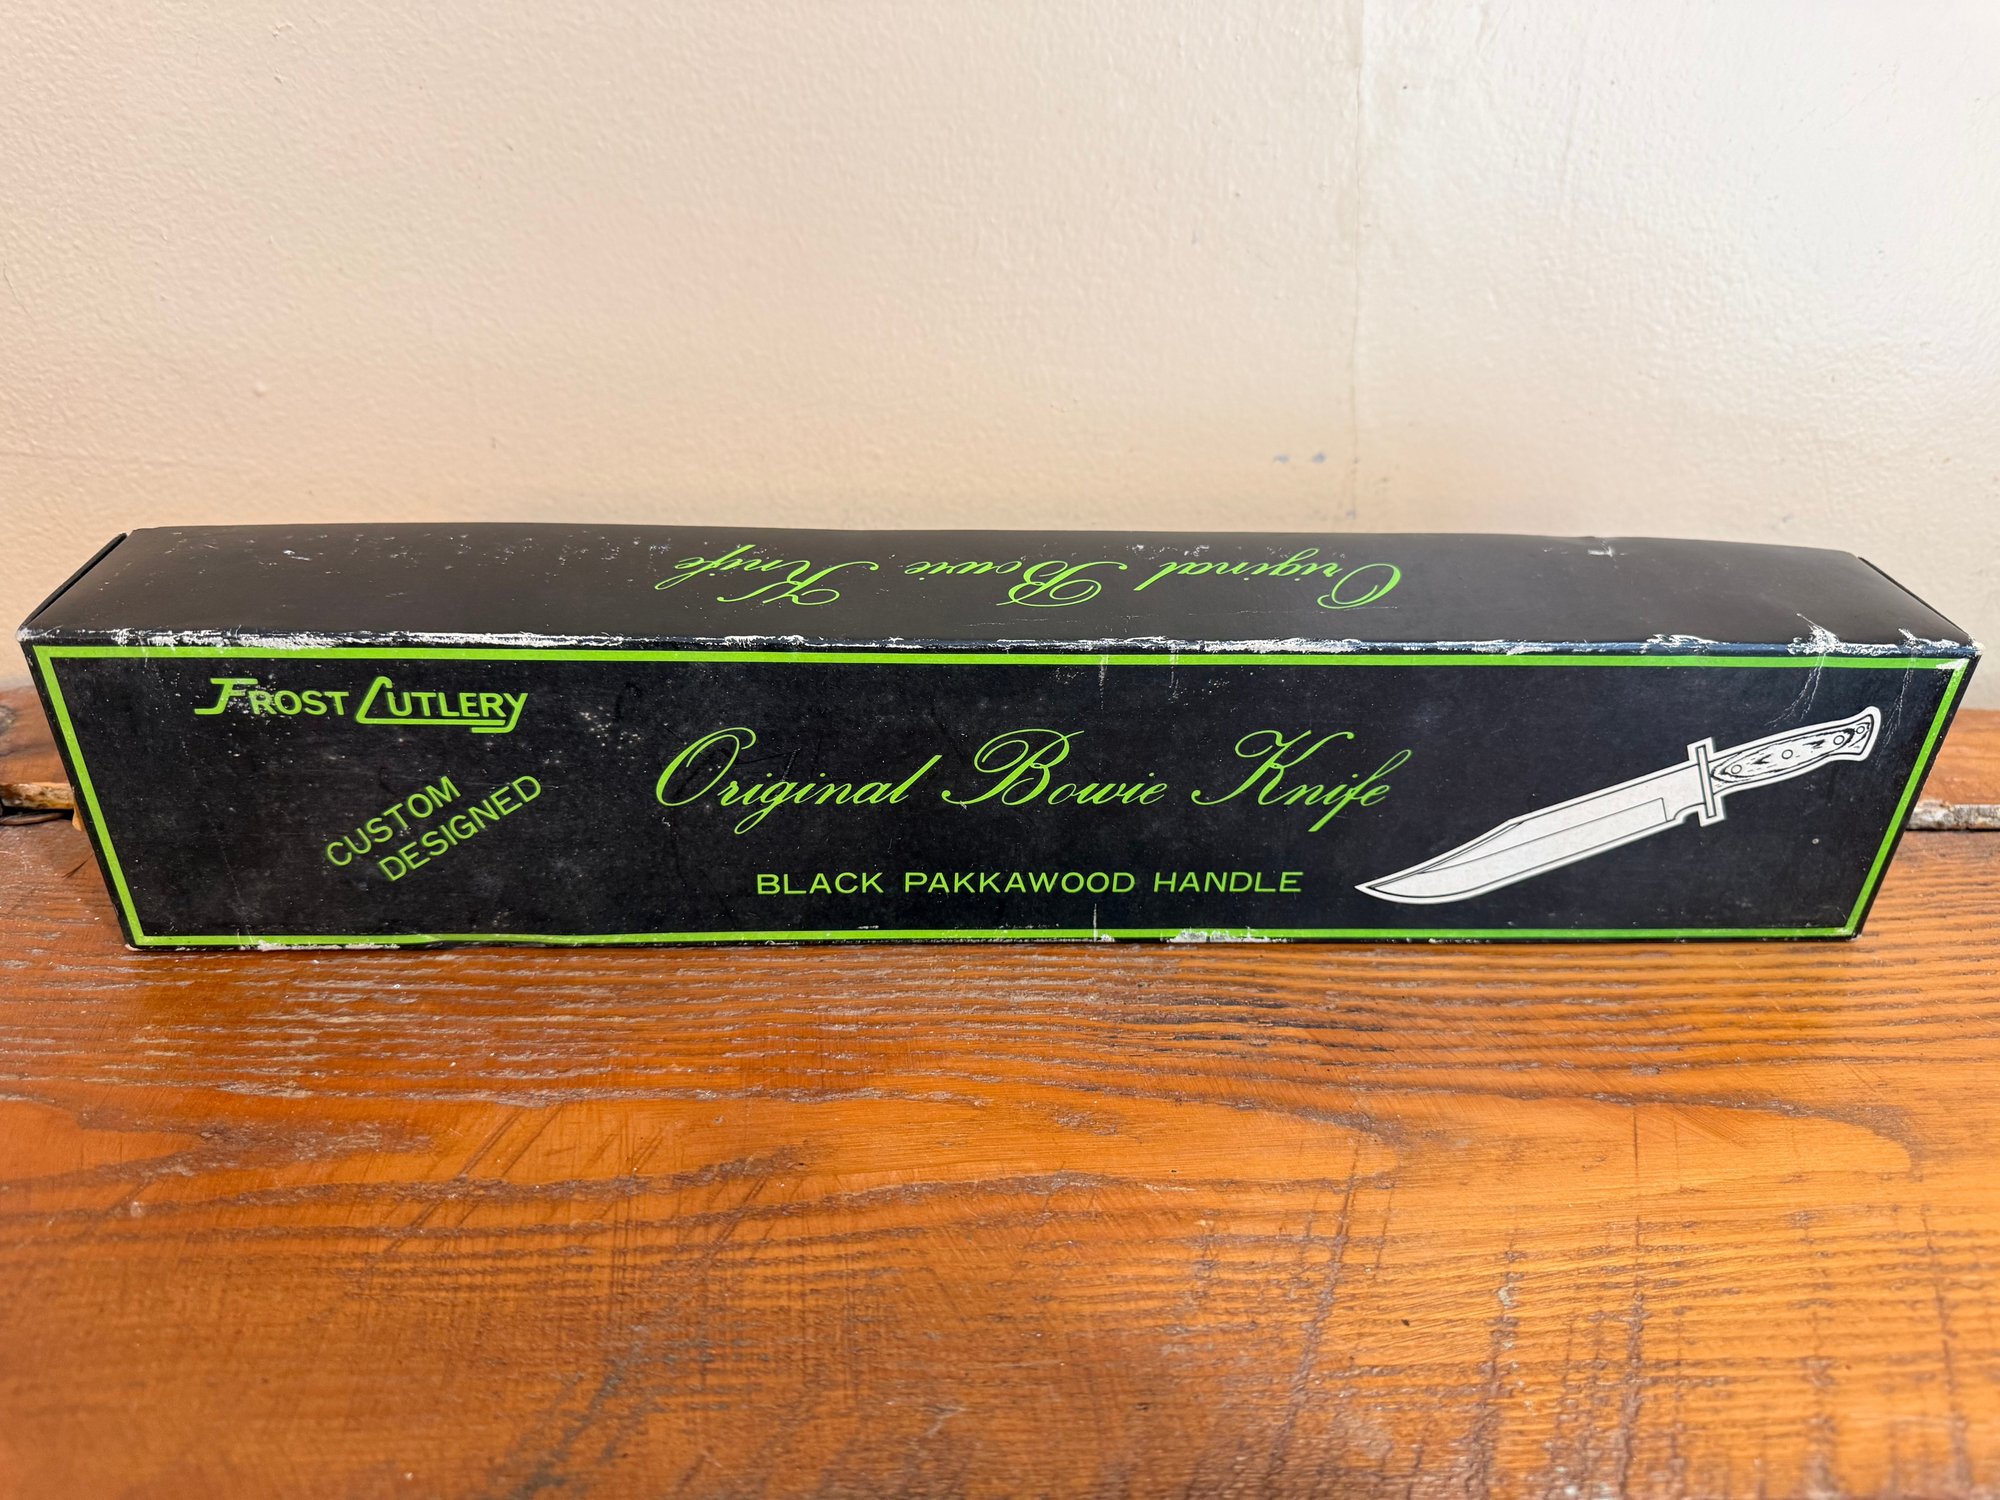 Original Bowie Knife
FROST CUTLERY
CUSTOM
DESIGNED
Original Bowie Knife
BLACK PAKKAWOOD HANDLE